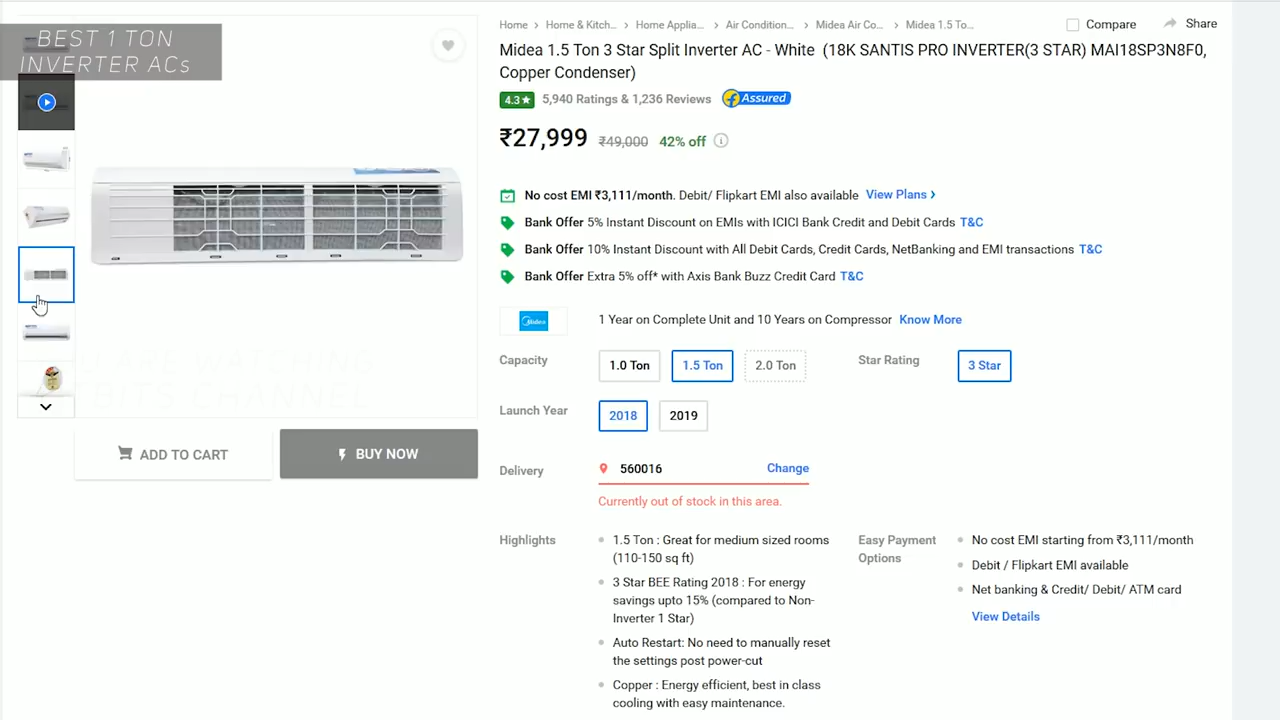 BEST 1 TON
INVERTER ACs
Home > Home & Kitch... > Home Applia... > Air Condition... > Midea Air Co... > Midea 1.5 To...
Compare
Share
Midea 1.5 Ton 3 Star Split Inverter AC - White (18K SANTIS PRO INVERTER(3 STAR) MAI18SP3N8F0,
Copper Condenser)
4.3★ 5,940 Ratings & 1,236 Reviews Assured
₹27,999 ₹49,000 42% off
No cost EMI ₹3,111/month. Debit/ Flipkart EMI also available View Plans >
Bank Offer 5% Instant Discount on EMIs with ICICI Bank Credit and Debit Cards T&C
Bank Offer 10% Instant Discount with All Debit Cards, Credit Cards, NetBanking and EMI transactions T&C
Bank Offer Extra 5% off* with Axis Bank Buzz Credit Card T&C
Midea
1 Year on Complete Unit and 10 Years on Compressor Know More
Capacity 1.0 Ton 1.5 Ton 2.0 Ton
Star Rating 3 Star
ARE WATCHING
BITS CHANNEL
Launch Year 2018 2019
ADD TO CART
BUY NOW
Delivery 560016 Change
Currently out of stock in this area.
Highlights
1.5 Ton : Great for medium sized rooms
(110-150 sq ft)
3 Star BEE Rating 2018 : For energy
savings upto 15% (compared to Non-
Inverter 1 Star)
Auto Restart: No need to manually reset
the settings post power-cut
Copper : Energy efficient, best in class
cooling with easy maintenance.
Easy Payment
Options
No cost EMI starting from ₹3,111/month
Debit / Flipkart EMI available
Net banking & Credit/ Debit/ ATM card
View Details